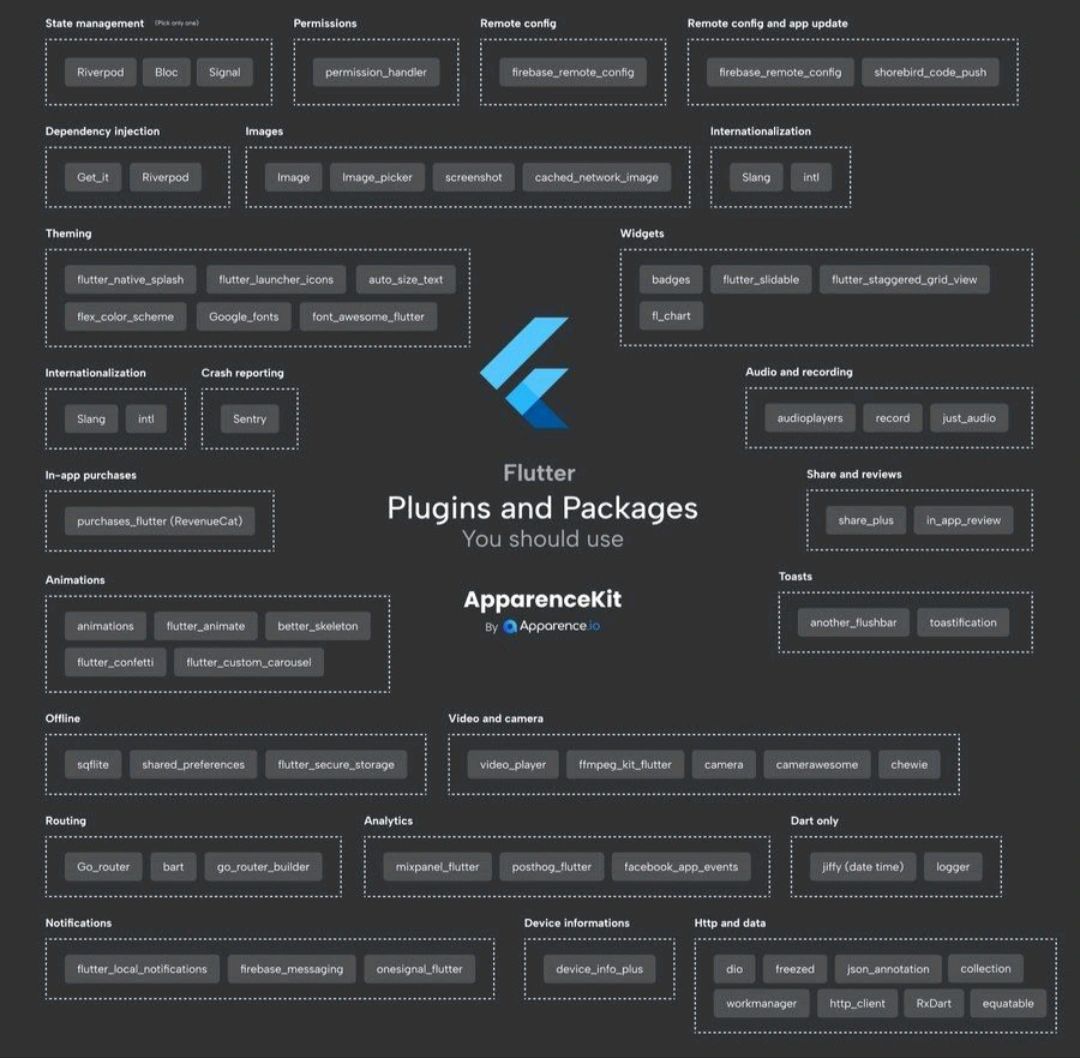 State management (Pick only one)
Riverpod Bloc Signal
Permissions
permission_handler
Remote config
firebase_remote_config
Remote config and app update
firebase_remote_config shorebird_code_push
Dependency injection
Get_it Riverpod
Images
Image Image_picker screenshot cached_network_image
Internationalization
Slang intl
Theming
flutter_native_splash flutter_launcher_icons auto_size_text
flex_color_scheme Google_fonts font_awesome_flutter
Widgets
badges flutter_slidable flutter_staggered_grid_view
fl_chart
Internationalization
Slang intl
Crash reporting
Sentry
Audio and recording
audioplayers record just_audio
Flutter
Plugins and Packages
You should use
ApparenceKit
By Apparence.io
In-app purchases
purchases_flutter (RevenueCat)
Share and reviews
share_plus in_app_review
Animations
animations flutter_animate better_skeleton
flutter_confetti flutter_custom_carousel
Toasts
another_flushbar toastification
Offline
sqflite shared_preferences flutter_secure_storage
Video and camera
video_player ffmpeg_kit_flutter camera camerawesome chewie
Routing
Go_router bart go_router_builder
Analytics
mixpanel_flutter posthog_flutter facebook_app_events
Dart only
jiffy (date time) logger
Notifications
flutter_local_notifications firebase_messaging onesignal_flutter
Device informations
device_info_plus
Http and data
dio freezed json_annotation collection
workmanager http_client RxDart equatable